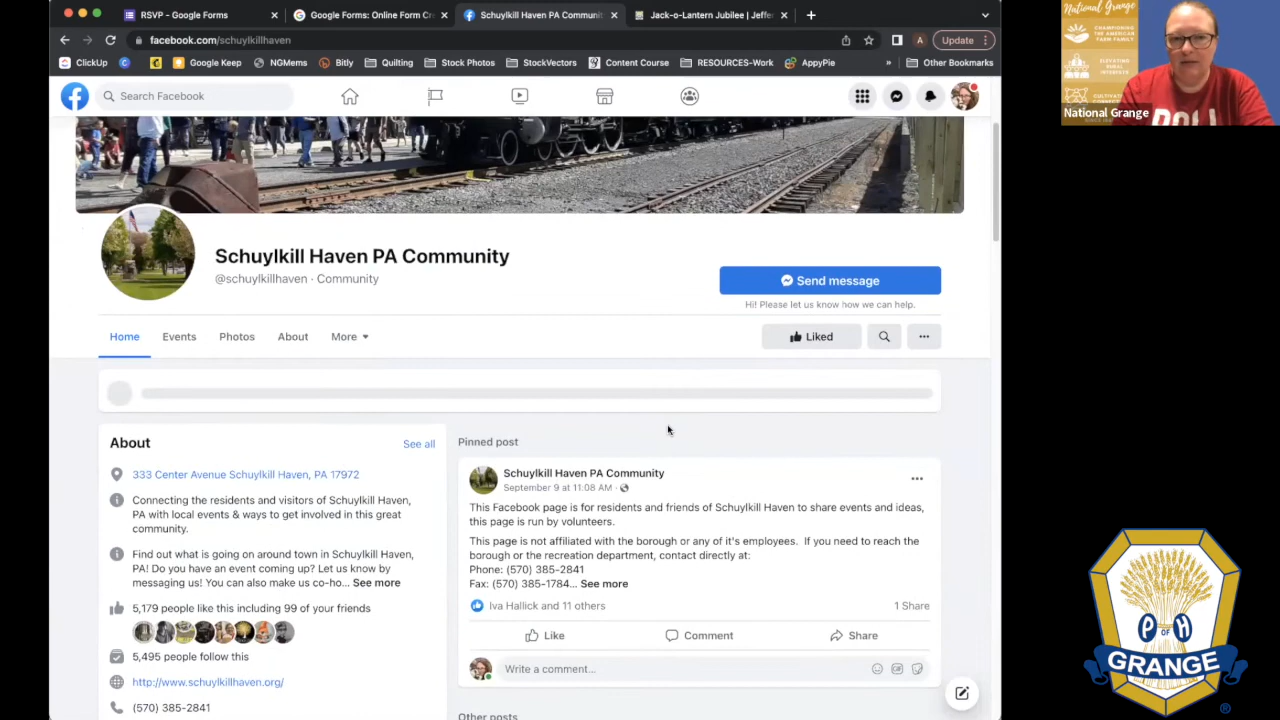 RSVP - Google Forms
Google Forms: Online Form Cr
Schuylkill Haven PA Communit
Jack-o-Lantern Jubilee | Jeffe
facebook.com/schuylkillhaven
Update
A
ClickUp
Google Keep
NGMems
Bitly
Quilting
Stock Photos
StockVectors
Content Course
RESOURCES-Work
AppyPie
»
Other Bookmarks
Search Facebook
Schuylkill Haven PA Community
@schuylkillhaven · Community
Send message
Hi! Please let us know how we can help.
Home
Events
Photos
About
More
Liked
About
See all
333 Center Avenue Schuylkill Haven, PA 17972
Connecting the residents and visitors of Schuylkill Haven,
PA with local events & ways to get involved in this great
community.
Find out what is going on around town in Schuylkill Haven,
PA! Do you have an event coming up? Let us know by
messaging us! You can also make us co-ho... See more
5,179 people like this including 99 of your friends
5,495 people follow this
http://www.schuylkillhaven.org/
(570) 385-2841
Pinned post
Schuylkill Haven PA Community
September 9 at 11:08 AM ·
This Facebook page is for residents and friends of Schuylkill Haven to share events and ideas,
this page is run by volunteers.
This page is not affiliated with the borough or any of it's employees. If you need to reach the
borough or the recreation department, contact directly at:
Phone: (570) 385-2841
Fax: (570) 385-1784... See more
Iva Hallick and 11 others
1 Share
Like
Comment
Share
Write a comment...
GIF
Other posts
National Grange
CHAMPIONING
THE AMERICAN
FARM FAMILY
ELEVATING
RURAL
INTERESTS
National Grange
P OF H
GRANGE
®